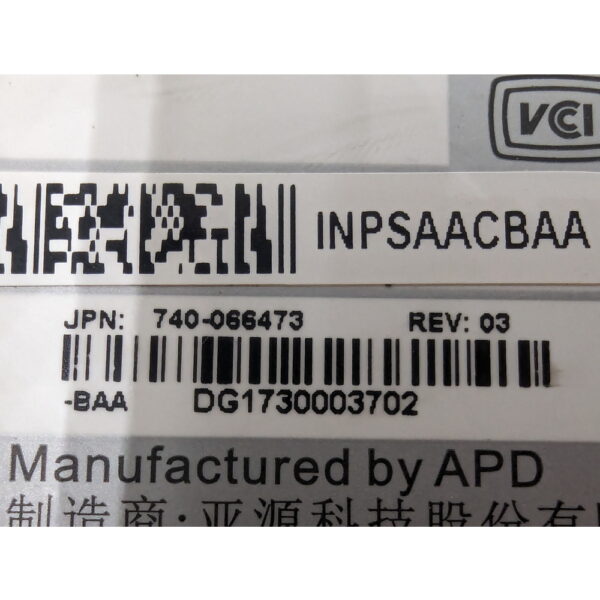 VCCI
INPSAACBAA
JPN: 740-066473 REV: 03
-BAA DG1730003702
Manufactured by APD
制造商:亚源科技股份有